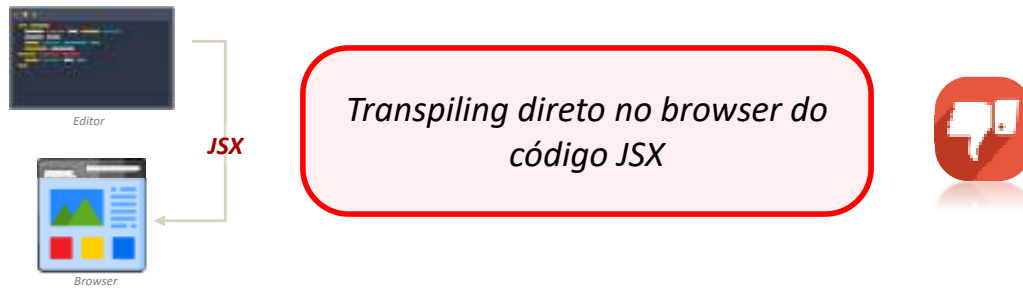 Editor
JSX
Browser
Transpiling direto no browser do
código JSX